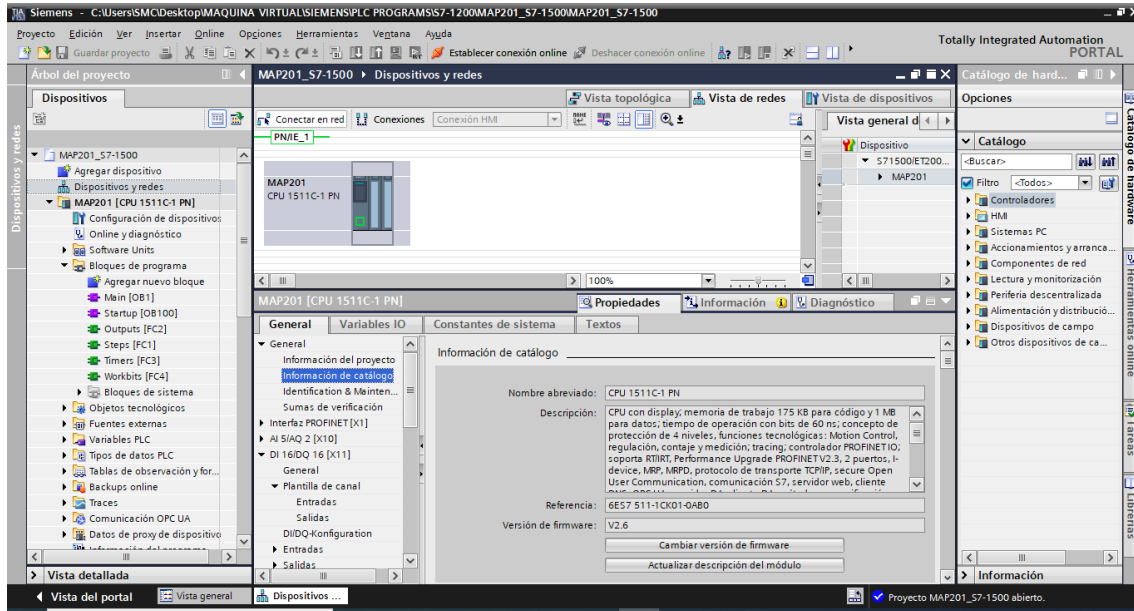 Siemens - C:\Users\SMC\Desktop\MAQUINA VIRTUAL\SIEMENS\PLC PROGRAMS\S7-1200\MAP201_S7-1500\MAP201_S7-1500
Proyecto Edición Ver Insertar Online Opciones Herramientas Ventana Ayuda
Guardar proyecto Establecer conexión online Deshacer conexión online
Totally Integrated Automation
PORTAL
Árbol del proyecto
Dispositivos
Dispositivos y redes
MAP201_S7-1500
Agregar dispositivo
Dispositivos y redes
MAP201 [CPU 1511C-1 PN]
Configuración de dispositivos
Online y diagnóstico
Software Units
Bloques de programa
Agregar nuevo bloque
Main [OB1]
Startup [OB100]
Outputs [FC2]
Steps [FC1]
Timers [FC3]
Workbits [FC4]
Bloques de sistema
Objetos tecnológicos
Fuentes externas
Variables PLC
Tipos de datos PLC
Tablas de observación y for...
Backups online
Traces
Comunicación OPC UA
Datos de proxy de dispositivo
Vista detallada
MAP201_S7-1500 Dispositivos y redes
Vista topológica Vista de redes Vista de dispositivos
Conectar en red Conexiones Conexión HMI
PN/IE_1
MAP201
CPU 1511C-1 PN
100%
Vista general d
Dispositivo
S71500/ET200...
MAP201
MAP201 [CPU 1511C-1 PN]
Propiedades Información Diagnóstico
General Variables IO Constantes de sistema Textos
General
Información del proyecto
Información de catálogo
Identification & Mainten...
Sumas de verificación
Interfaz PROFINET [X1]
AI 5/AQ 2 [X10]
DI 16/DQ 16 [X11]
General
Plantilla de canal
Entradas
Salidas
DI/DQ-Konfiguration
Entradas
Salidas
Información de catálogo
Nombre abreviado: CPU 1511C-1 PN
Descripción: CPU con display; memoria de trabajo 175 KB para código y 1 MB
para datos; tiempo de operación con bits de 60 ns; concepto de
protección de 4 niveles, funciones tecnológicas: Motion Control,
regulación, contaje y medición; tracing; controlador PROFINET IO;
soporta RT/IRT, Performance Upgrade PROFINET V2.3, 2 puertos, I-
device, MRP, MRPD, protocolo de transporte TCP/IP, secure Open
User Communication, comunicación S7, servidor web, cliente
Referencia: 6ES7 511-1CK01-0AB0
Versión de firmware: V2.6
Cambiar versión de firmware
Actualizar descripción del módulo
Catálogo de hard...
Opciones
Catálogo
<Buscar>
Filtro <Todos>
Controladores
HMI
Sistemas PC
Accionamientos y arranca...
Componentes de red
Lectura y monitorización
Periferia descentralizada
Alimentación y distribució...
Dispositivos de campo
Otros dispositivos de ca...
Información
Catálogo de hardware
Herramientas online
Tareas
Librerías
Vista del portal Vista general Dispositivos ...
Proyecto MAP201_S7-1500 abierto.